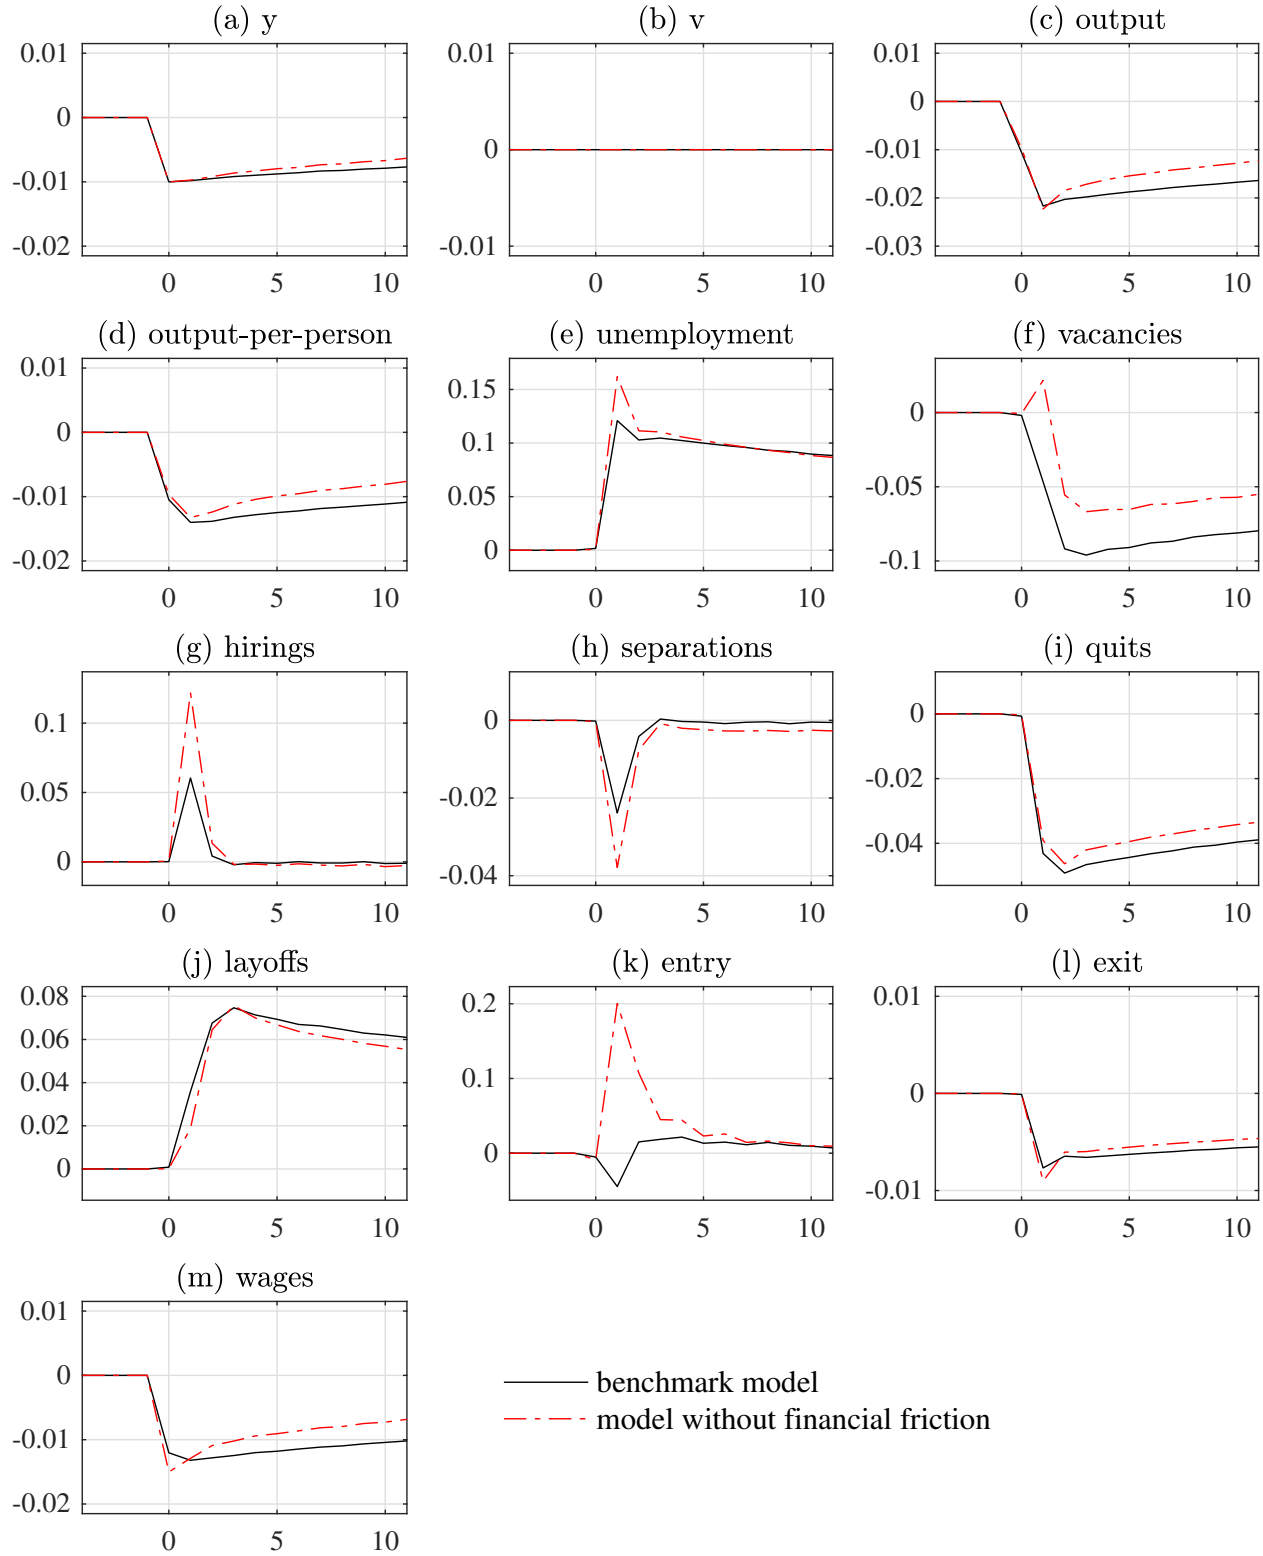 (a) y
(b) v
(c) output
0.01
0
-0.01
-0.02
0 5 10
0.01
0
-0.01
0 5 10
0.01
0
-0.01
-0.02
-0.03
0 5 10
(d) output-per-person
(e) unemployment
(f) vacancies
0.01
0
-0.01
-0.02
0 5 10
0.15
0.1
0.05
0
0 5 10
0
-0.05
-0.1
0 5 10
(g) hirings
(h) separations
(i) quits
0.1
0.05
0
0 5 10
0
-0.02
-0.04
0 5 10
0
-0.02
-0.04
0 5 10
(j) layoffs
(k) entry
(l) exit
0.08
0.06
0.04
0.02
0
0 5 10
0.2
0.1
0
0 5 10
0.01
0
-0.01
0 5 10
(m) wages
0.01
0
-0.01
-0.02
0 5 10
benchmark model
model without financial friction